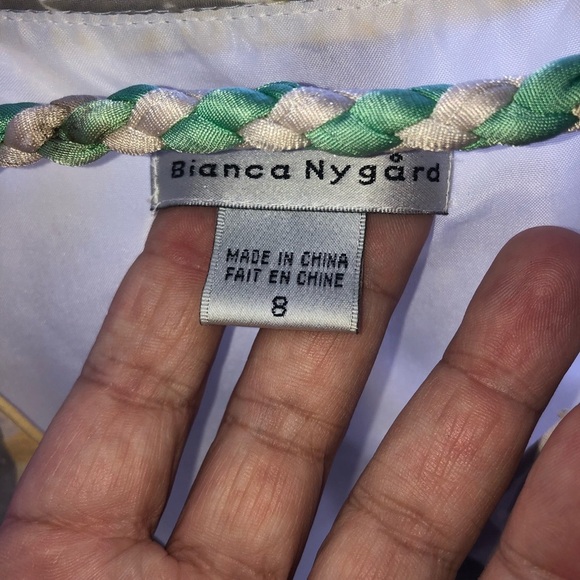 Bianca Nygård
MADE IN CHINA
FAIT EN CHINE
8